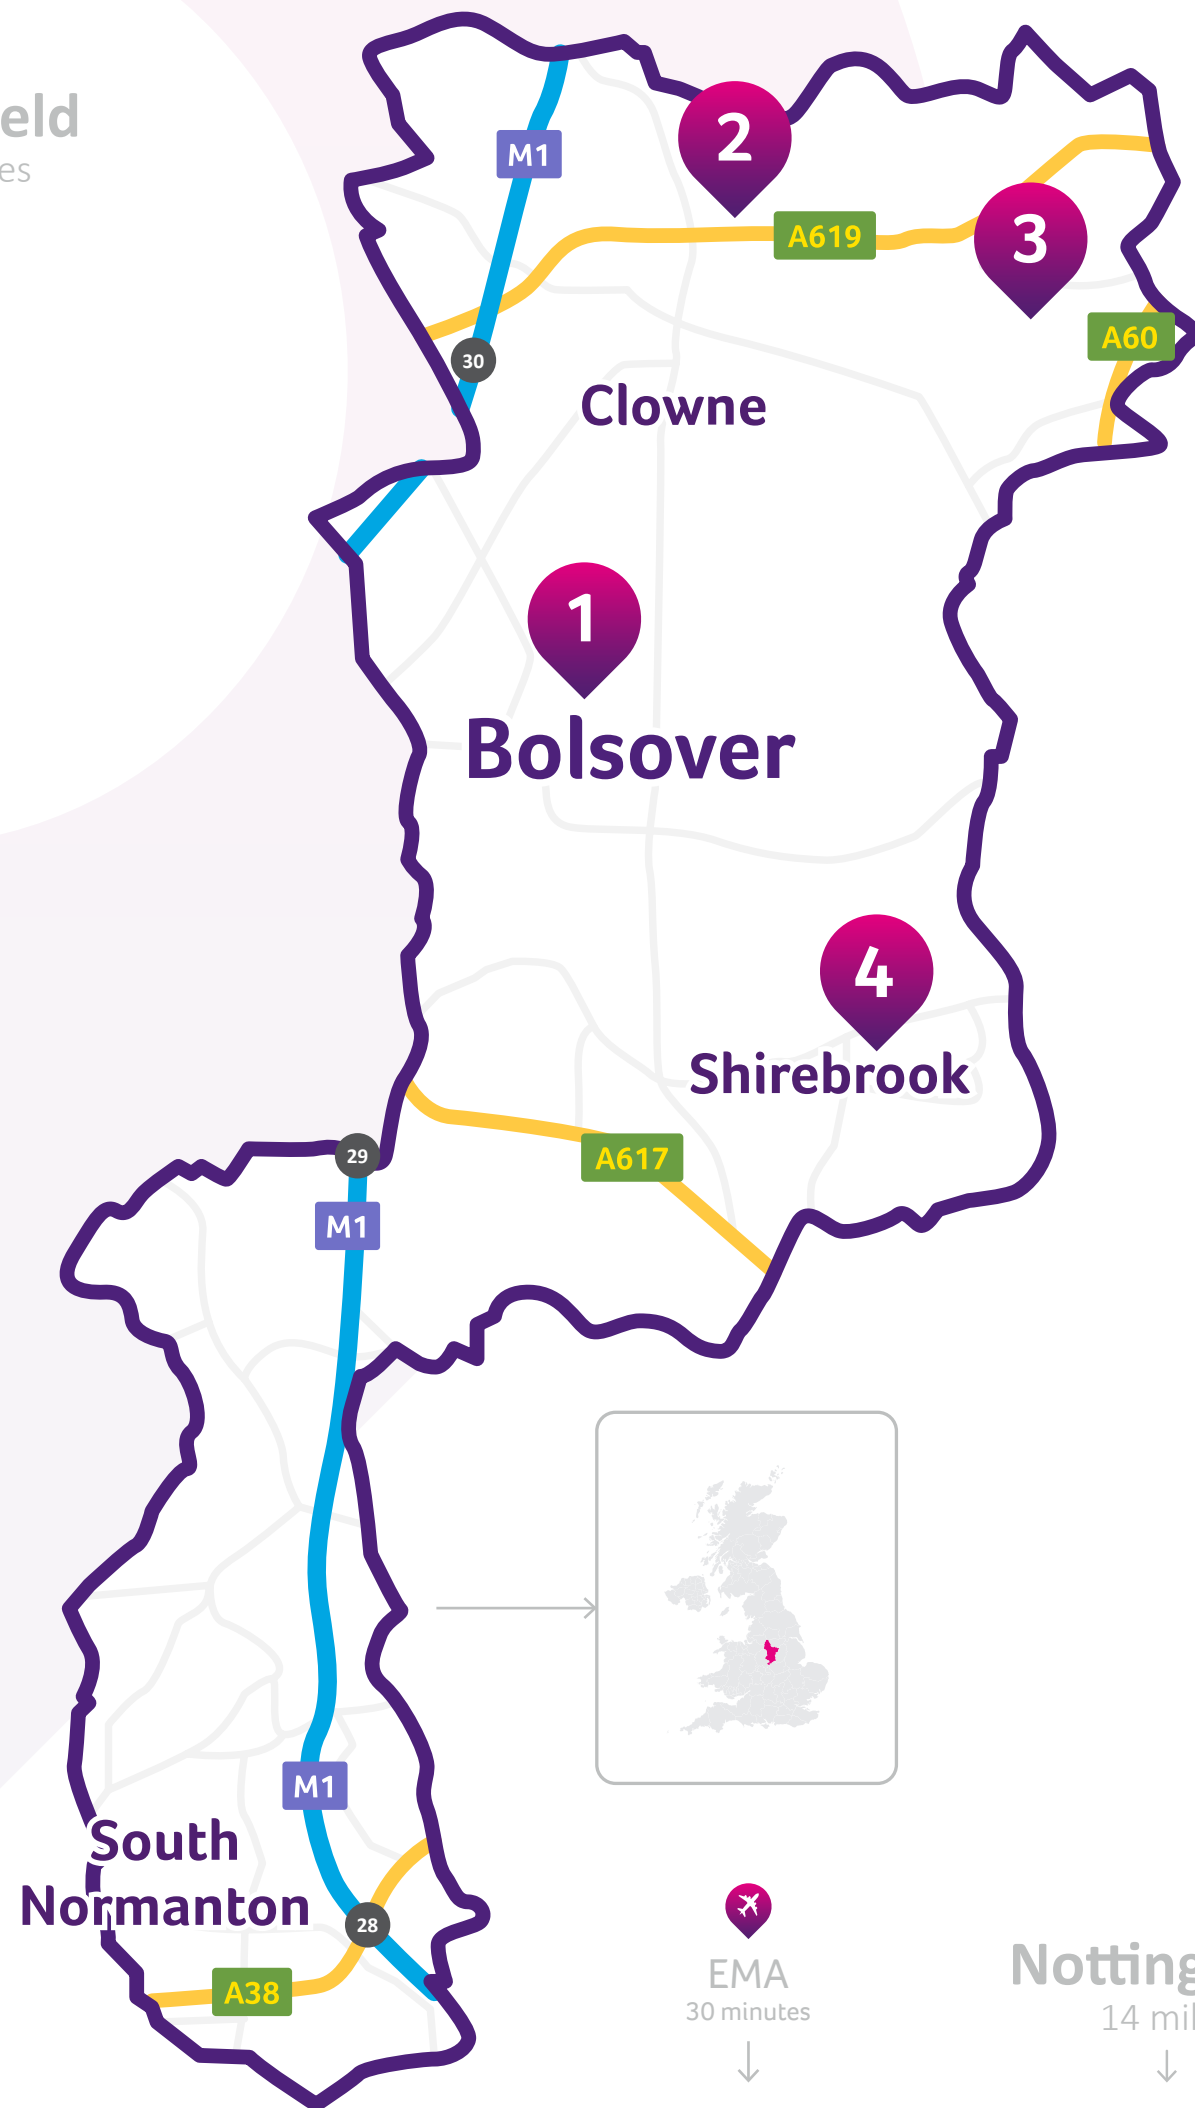 eld
es
M1
2
A619
3
A60
30
Clowne
1
Bolsover
4
Shirebrook
A617
29
M1
M1
South
Normanton
28
A38
EMA
30 minutes
Notting
14 mil